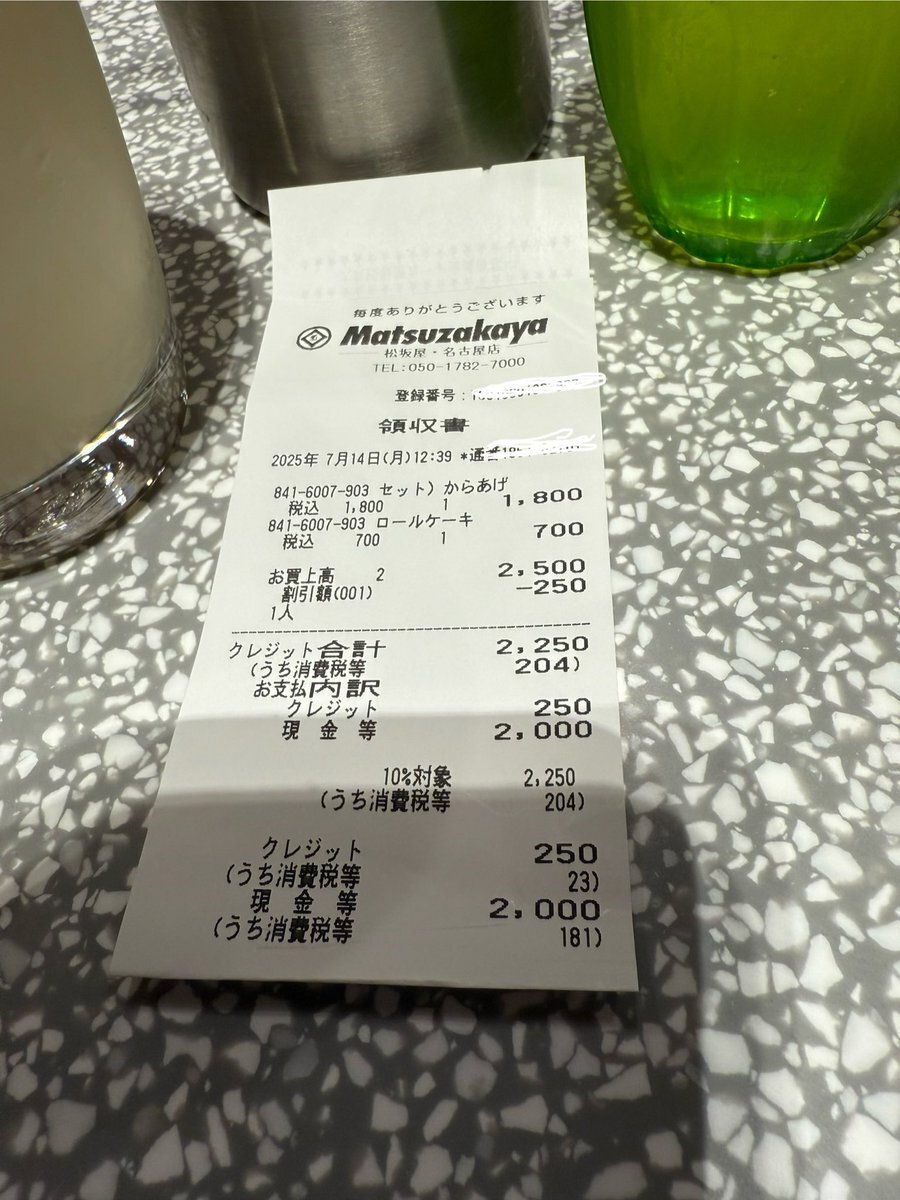 毎度ありがとうございます
Matsuzakaya
松坂屋・名古屋店
TEL:050-1782-7000
登録番号:
領収書
2025年 7月14日(月)12:39 *通番
841-6007-903 セット) からあげ
税込 1,800 1 1,800
841-6007-903 ロールケーキ
税込 700 1 700
お買上高 2 2,500
割引額(001) -250
1人
クレジット合計 2,250
(うち消費税等 204)
お支払内訳
クレジット 250
現 金 等 2,000
10%対象 2,250
(うち消費税等 204)
クレジット 250
(うち消費税等 23)
現 金 等 2,000
(うち消費税等 181)